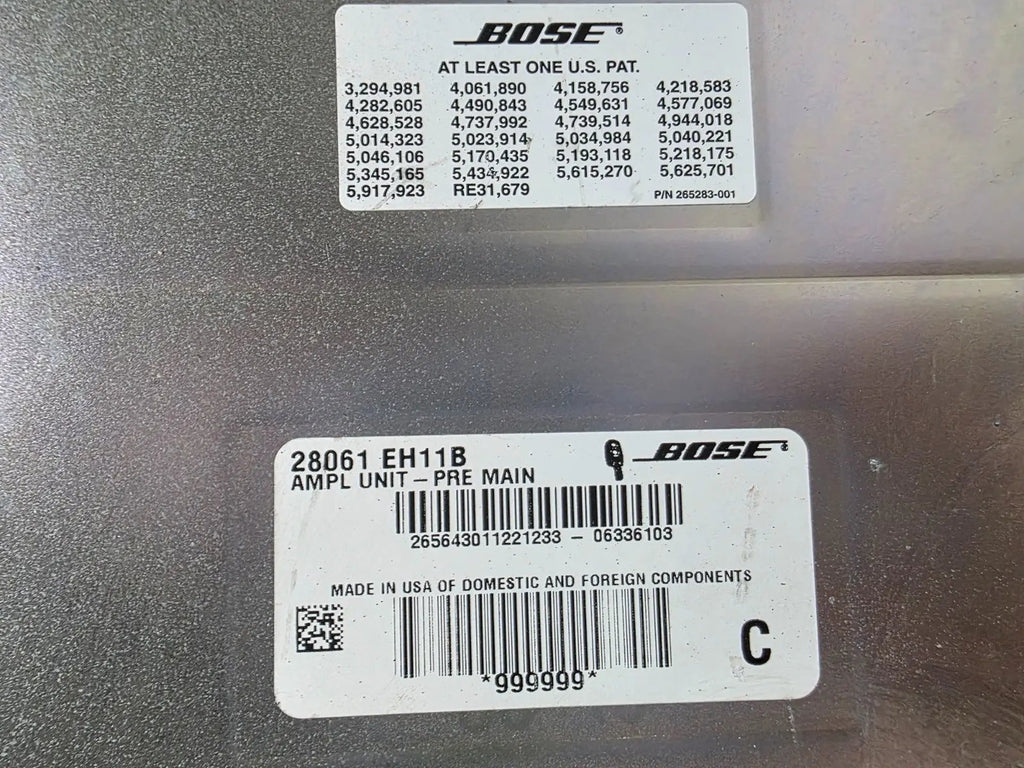 BOSE®
AT LEAST ONE U.S. PAT.
3,294,981 4,061,890 4,158,756 4,218,583
4,282,605 4,490,843 4,549,631 4,577,069
4,628,528 4,737,992 4,739,514 4,944,018
5,014,323 5,023,914 5,034,984 5,040,221
5,046,106 5,170,435 5,193,118 5,218,175
5,345,165 5,434,922 5,615,270 5,625,701
5,917,923 RE31,679 P/N 265283-001
28061 EH11B BOSE®
AMPL UNIT – PRE MAIN
265643011221233 – 06336103
MADE IN USA OF DOMESTIC AND FOREIGN COMPONENTS
C
*999999*